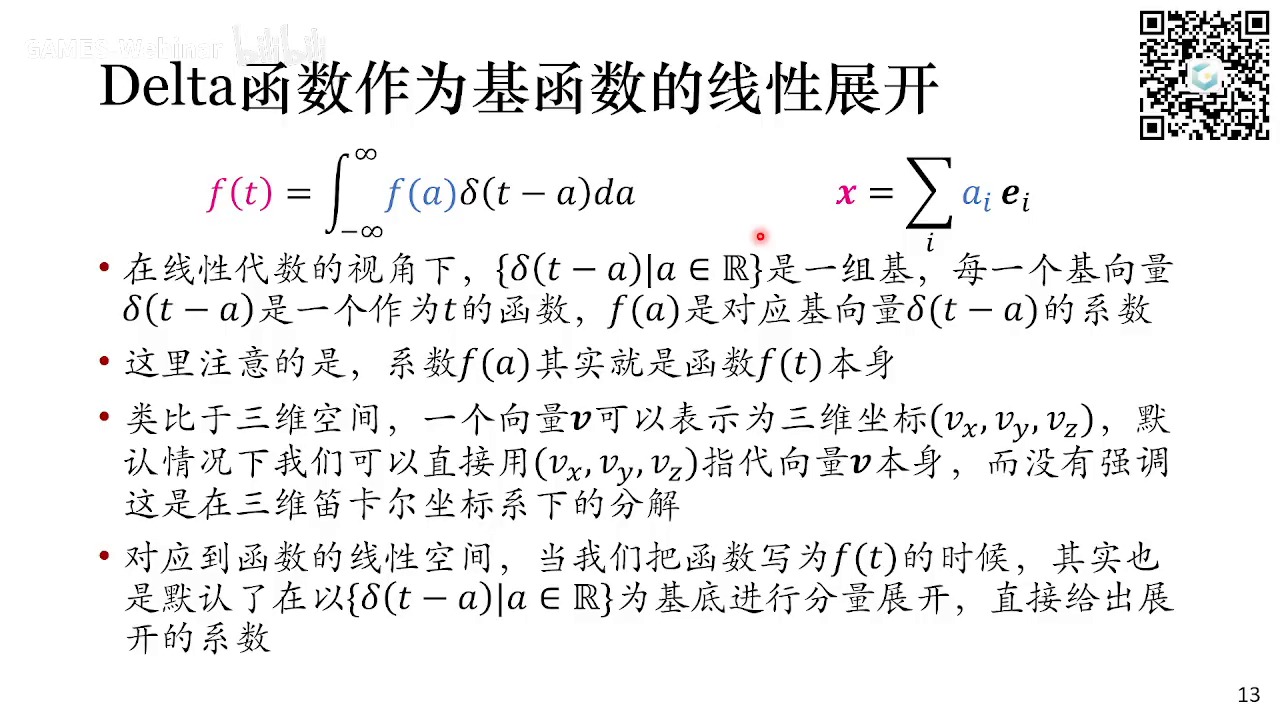 GAMES-Webinar bilibili
Delta函数作为基函数的线性展开
f(t) = ∫_{-∞}^{∞} f(a)δ(t − a)da
x = ∑_i a_i e_i
• 在线性代数的视角下，{δ(t − a)|a ∈ ℝ}是一组基，每一个基向量
δ(t − a)是一个作为t的函数，f(a)是对应基向量δ(t − a)的系数
• 这里注意的是，系数f(a)其实就是函数f(t)本身
• 类比于三维空间，一个向量v可以表示为三维坐标(v_x, v_y, v_z)，默
认情况下我们可以直接用(v_x, v_y, v_z)指代向量v本身，而没有强调
这是在三维笛卡尔坐标系下的分解
• 对应到函数的线性空间，当我们把函数写为f(t)的时候，其实也
是默认了在以{δ(t − a)|a ∈ ℝ}为基底进行分量展开，直接给出展
开的系数
13